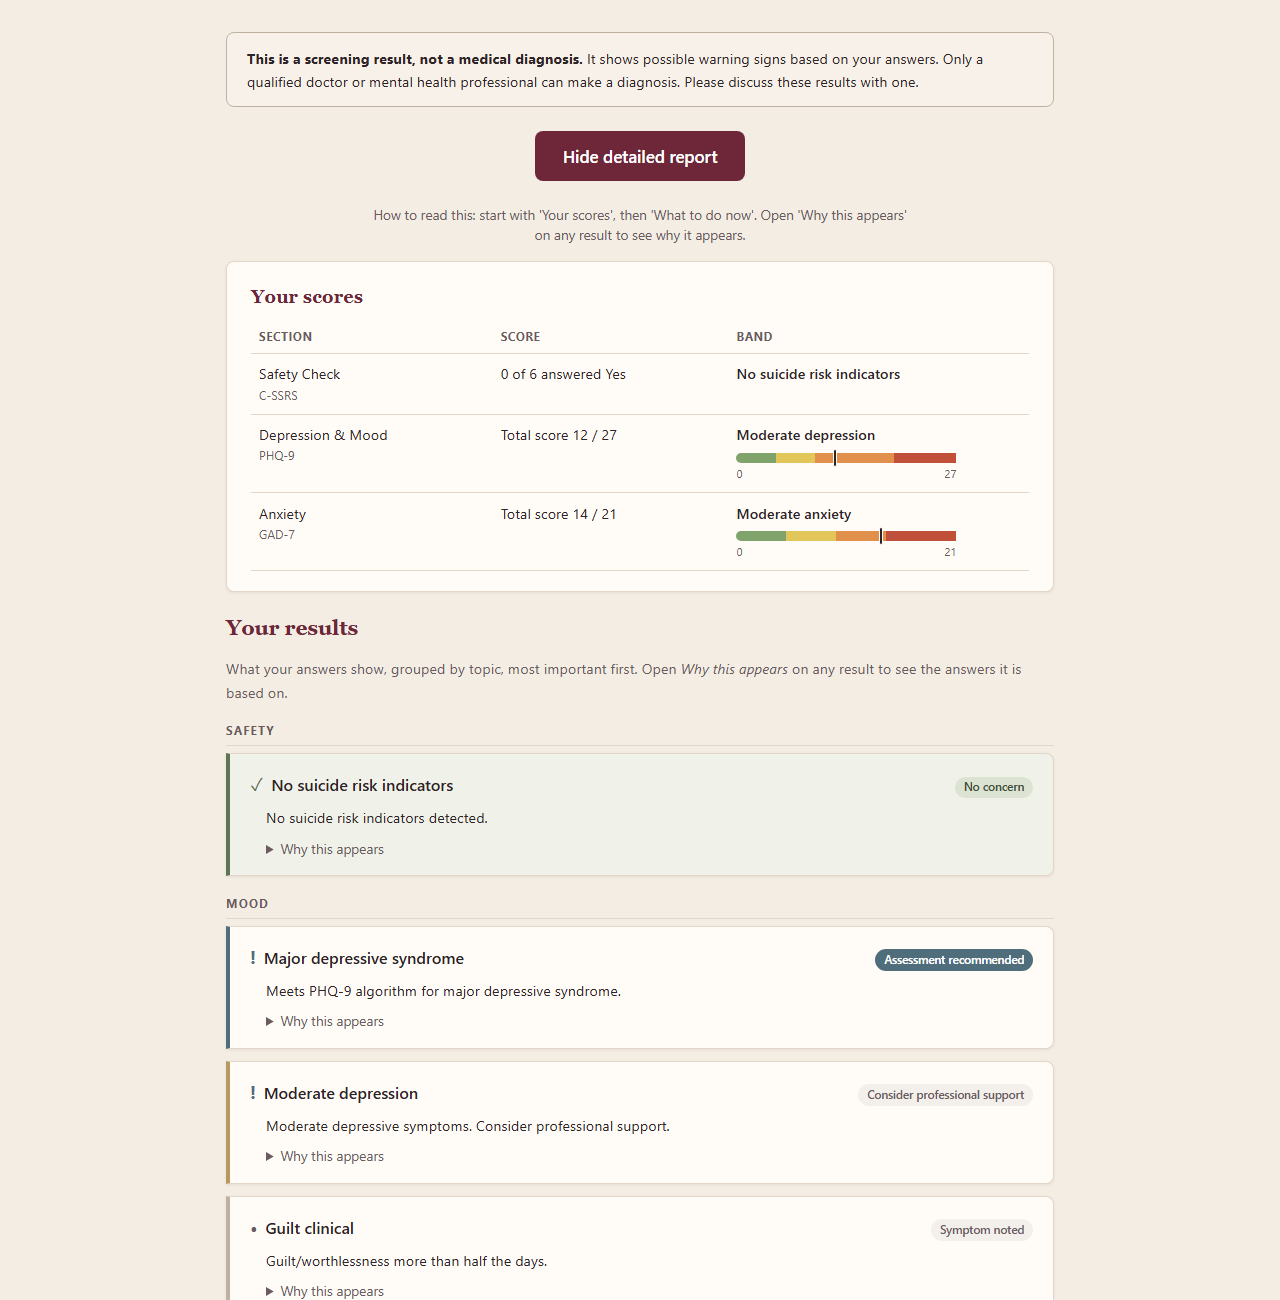 This is a screening result, not a medical diagnosis. It shows possible warning signs based on your answers. Only a
qualified doctor or mental health professional can make a diagnosis. Please discuss these results with one.
Hide detailed report
How to read this: start with 'Your scores', then 'What to do now'. Open 'Why this appears'
on any result to see why it appears.
Your scores
SECTION SCORE BAND
Safety Check 0 of 6 answered Yes No suicide risk indicators
C-SSRS
Depression & Mood Total score 12 / 27 Moderate depression
PHQ-9
0 27
Anxiety Total score 14 / 21 Moderate anxiety
GAD-7
0 21
Your results
What your answers show, grouped by topic, most important first. Open Why this appears on any result to see the answers it is
based on.
SAFETY
✓ No suicide risk indicators No concern
No suicide risk indicators detected.
▶ Why this appears
MOOD
! Major depressive syndrome Assessment recommended
Meets PHQ-9 algorithm for major depressive syndrome.
▶ Why this appears
! Moderate depression Consider professional support
Moderate depressive symptoms. Consider professional support.
▶ Why this appears
• Guilt clinical Symptom noted
Guilt/worthlessness more than half the days.
▶ Why this appears